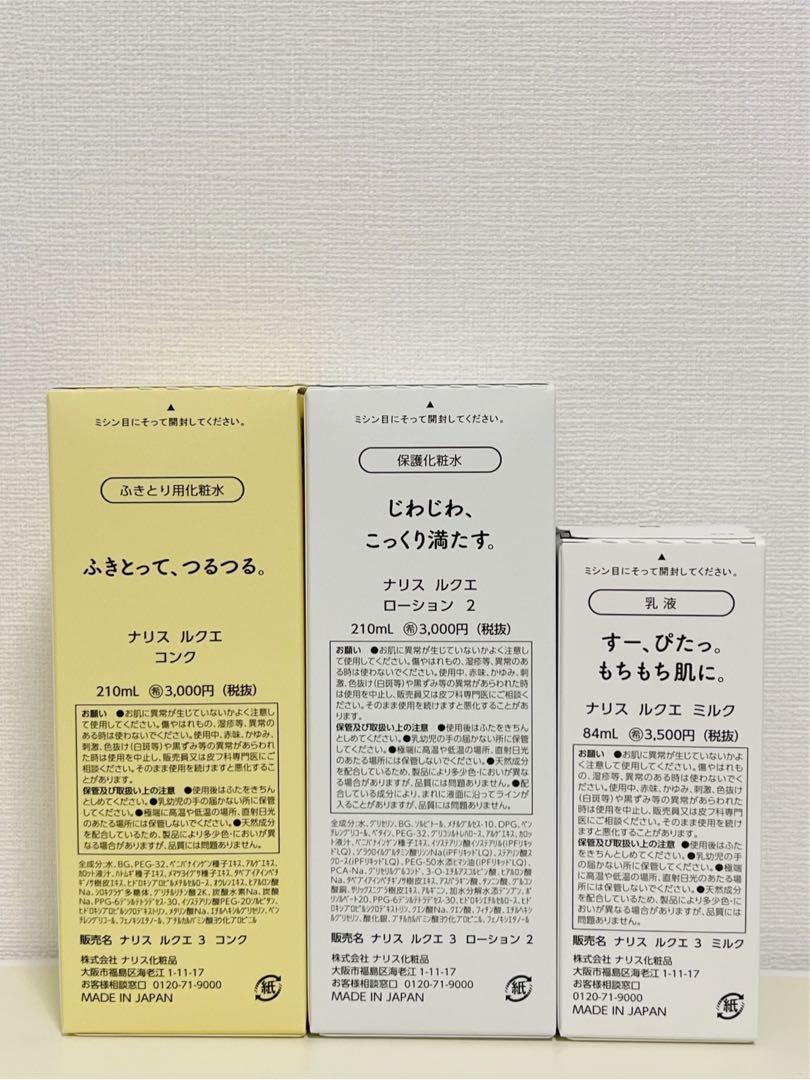 ▲
ミシン目にそって開封してください。
ふきとり用化粧水
ふきとって、つるつる。
ナリス ルクエ
コンク
210mL ㊮3,000円（税抜）
お願い ●お肌に異常が生じていないかよく注意し
て使用してください。傷やはれもの、湿疹等、異常の
ある時は使わないでください。使用中、赤味、かゆみ、
刺激、色抜け(白斑等)や黒ずみ等の異常があらわれ
た時は使用を中止し、販売員又は皮フ科専門医にご
相談ください。そのまま使用を続けますと悪化するこ
とがあります。
保管及び取扱い上の注意 ●使用後はふたをきちん
としめてください。●乳幼児の手の届かない所に保管
してください。●極端に高温や低温の場所、直射日光
のあたる場所には保管しないでください。●天然成分
を配合しているため、製品により多少色・においが異
なる場合がありますが、品質には問題ありません。
販売名 ナリス ルクエ 3 コンク
株式会社 ナリス化粧品
大阪市福島区海老江 1-11-17
お客様相談窓口 0120-71-9000
MADE IN JAPAN
紙
▲
ミシン目にそって開封してください。
保護化粧水
じわじわ、
こっくり満たす。
ナリス ルクエ
ローション 2
210mL ㊮3,000円（税抜）
お願い ●お肌に異常が生じていないかよく注意し
て使用してください。傷やはれもの、湿疹等、異常のあ
る時は使わないでください。使用中、赤味、かゆみ、刺
激、色抜け(白斑等)や黒ずみ等の異常があらわれた時
は使用を中止し、販売員又は皮フ科専門医にご相談く
ださい。そのまま使用を続けますと悪化することがあり
ます。
保管及び取扱い上の注意 ●使用後はふたをきちん
としめてください。●乳幼児の手の届かない所に保管
してください。●極端に高温や低温の場所、直射日光
のあたる場所には保管しないでください。●天然成分
を配合しているため、製品により多少色・においが異な
る場合がありますが、品質には問題ありません。●配合
している成分により、まれに液面に沿ってラインが
入ることがありますが、品質には問題ありません。
販売名 ナリス ルクエ 3 ローション 2
株式会社 ナリス化粧品
大阪市福島区海老江 1-11-17
お客様相談窓口 0120-71-9000
MADE IN JAPAN
紙
▲
ミシン目にそって開封してください。
乳液
すー、ぴたっ。
もちもち肌に。
ナリス ルクエ ミルク
84mL ㊮3,500円（税抜）
お願い ●お肌に異常が生じていないかよ
く注意して使用してください。傷やはれも
の、湿疹等、異常のある時は使わないでく
ださい。使用中、赤味、かゆみ、刺激、色抜け
(白斑等)や黒ずみ等の異常があらわれた
時は使用を中止し、販売員又は皮フ科専門
医にご相談ください。そのまま使用を続け
ますと悪化することがあります。
保管及び取扱い上の注意 ●使用後はふ
たをきちんとしめてください。●乳幼児の手
の届かない所に保管してください。●極端
に高温や低温の場所、直射日光のあたる場
所には保管しないでください。●天然成分
を配合しているため、製品により多少色・に
おいが異なる場合がありますが、品質には
問題ありません。
販売名 ナリス ルクエ 3 ミルク
株式会社 ナリス化粧品
大阪市福島区海老江 1-11-17
お客様相談窓口
0120-71-9000
MADE IN JAPAN
紙